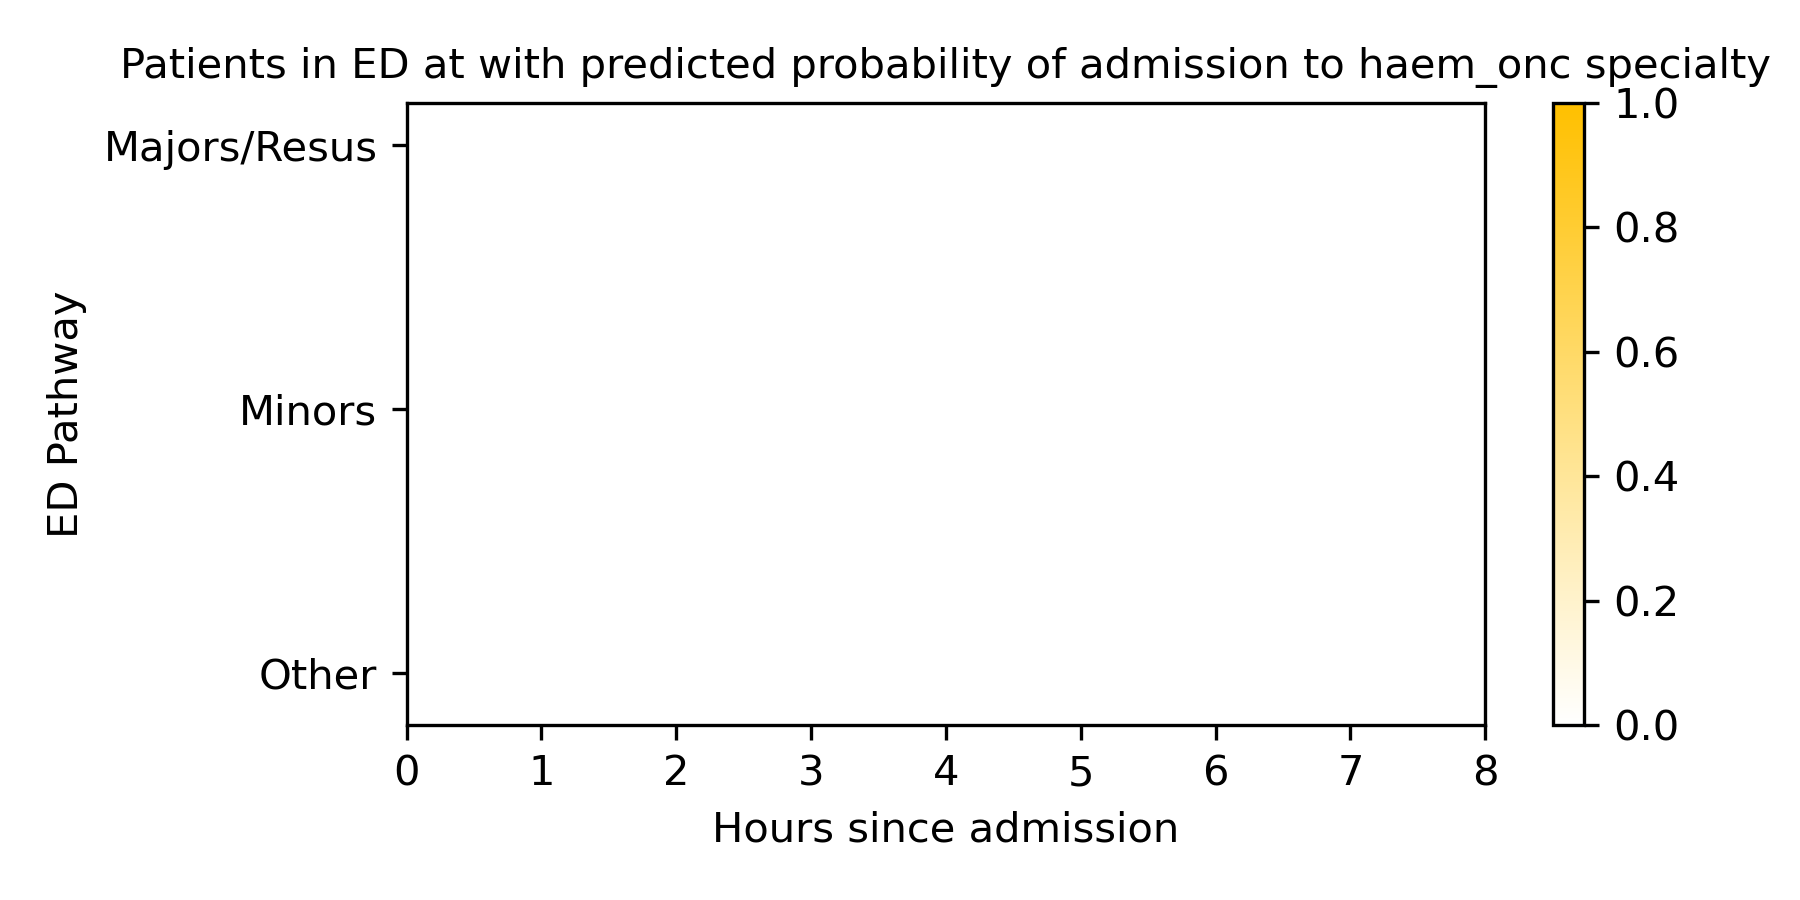 Patients in ED at with predicted probability of admission to haem_onc specialty
Majors/Resus
Minors
Other
ED Pathway
0 1 2 3 4 5 6 7 8
Hours since admission
1.0
0.8
0.6
0.4
0.2
0.0